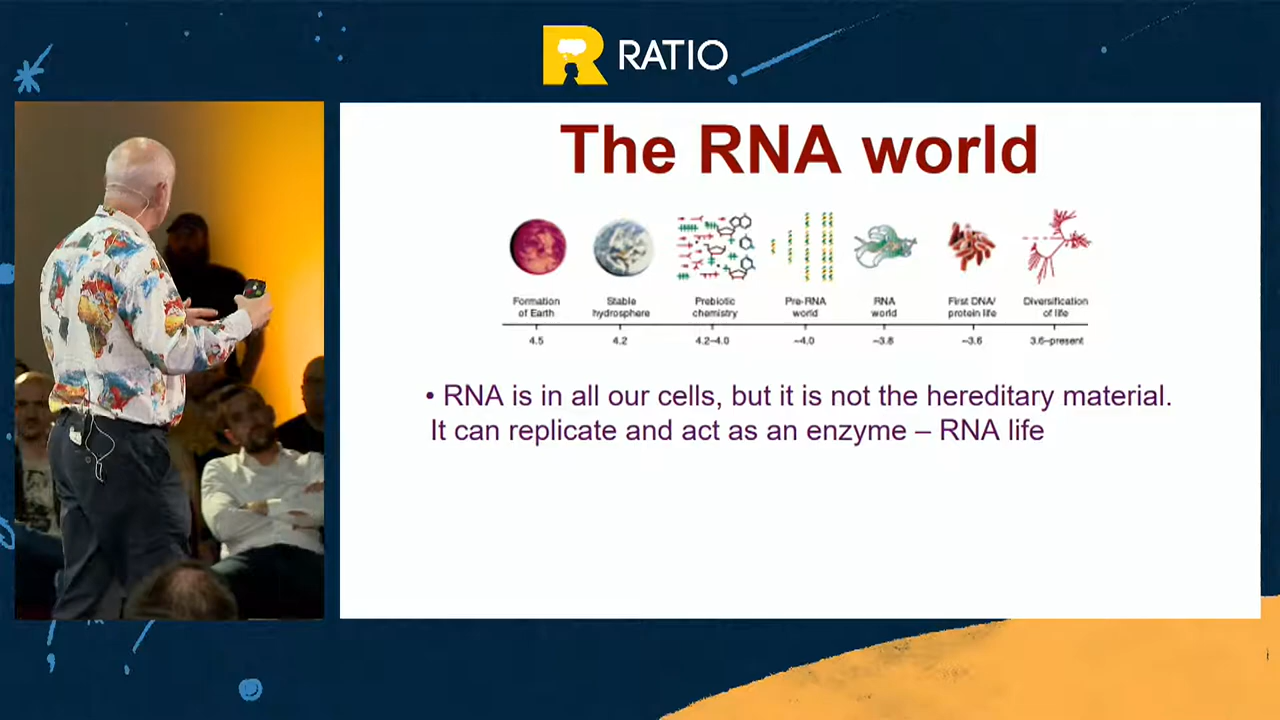 RATIO
The RNA world
Formation of Earth
Stable hydrosphere
Prebiotic chemistry
Pre-RNA world
RNA world
First DNA/ protein life
Diversification of life
4.5
4.2
4.2–4.0
~4.0
~3.8
~3.6
3.6–present
• RNA is in all our cells, but it is not the hereditary material.
It can replicate and act as an enzyme – RNA life